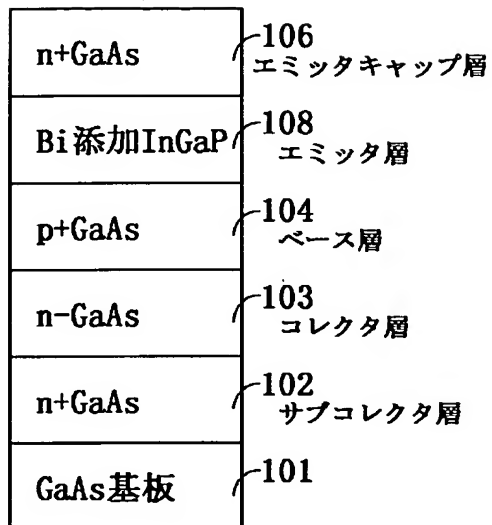 n+GaAs
106
エミッタキャップ層
Bi添加InGaP
108
エミッタ層
p+GaAs
104
ベース層
n-GaAs
103
コレクタ層
n+GaAs
102
サブコレクタ層
GaAs基板
101